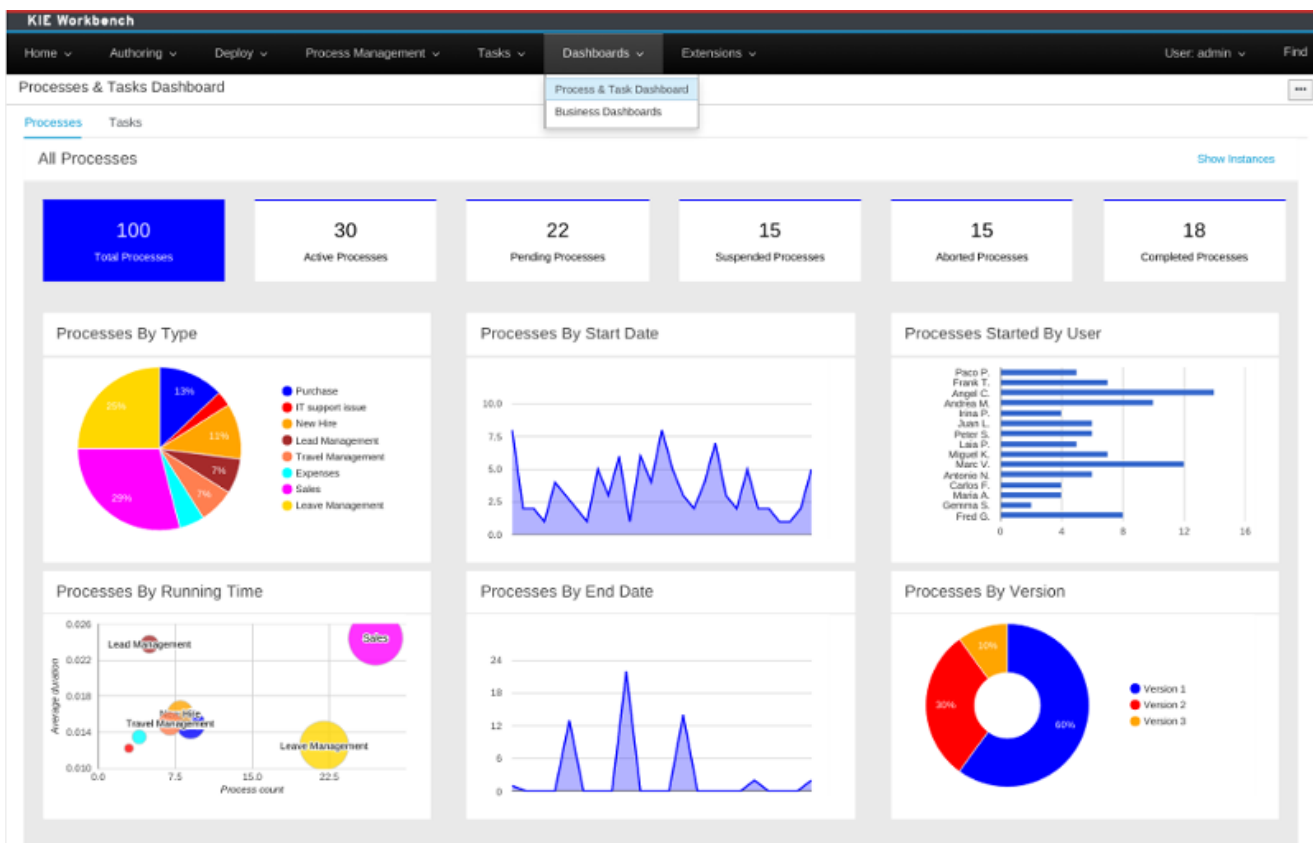 KIE Workbench
Home Authoring Deploy Process Management Tasks Dashboards Extensions User: admin Find
Processes & Tasks Dashboard
Process & Task Dashboard
Business Dashboards
Processes Tasks
All Processes
Show Instances
100
Total Processes
30
Active Processes
22
Pending Processes
15
Suspended Processes
15
Aborted Processes
18
Completed Processes
Processes By Type
13%
11%
7%
7%
29%
25%
Purchase
IT support issue
New Hire
Lead Management
Travel Management
Expenses
Sales
Leave Management
Processes By Start Date
10.0
7.5
5.0
2.5
0.0
Processes Started By User
Paco P.
Frank T.
Angel C.
Andrea M.
Irina P.
Juan L.
Peter S.
Laia P.
Miguel K.
Marc V.
Antonio N.
Carlos F.
Maria A.
Gemma S.
Fred G.
0 4 8 12 16
Processes By Running Time
Average duration
0.026
0.022
0.018
0.014
0.010
Lead Management
Sales
New Hire
Travel Management
Leave Management
0.0 7.5 15.0 22.5
Process count
Processes By End Date
24
18
12
6
0
Processes By Version
10%
30%
60%
Version 1
Version 2
Version 3